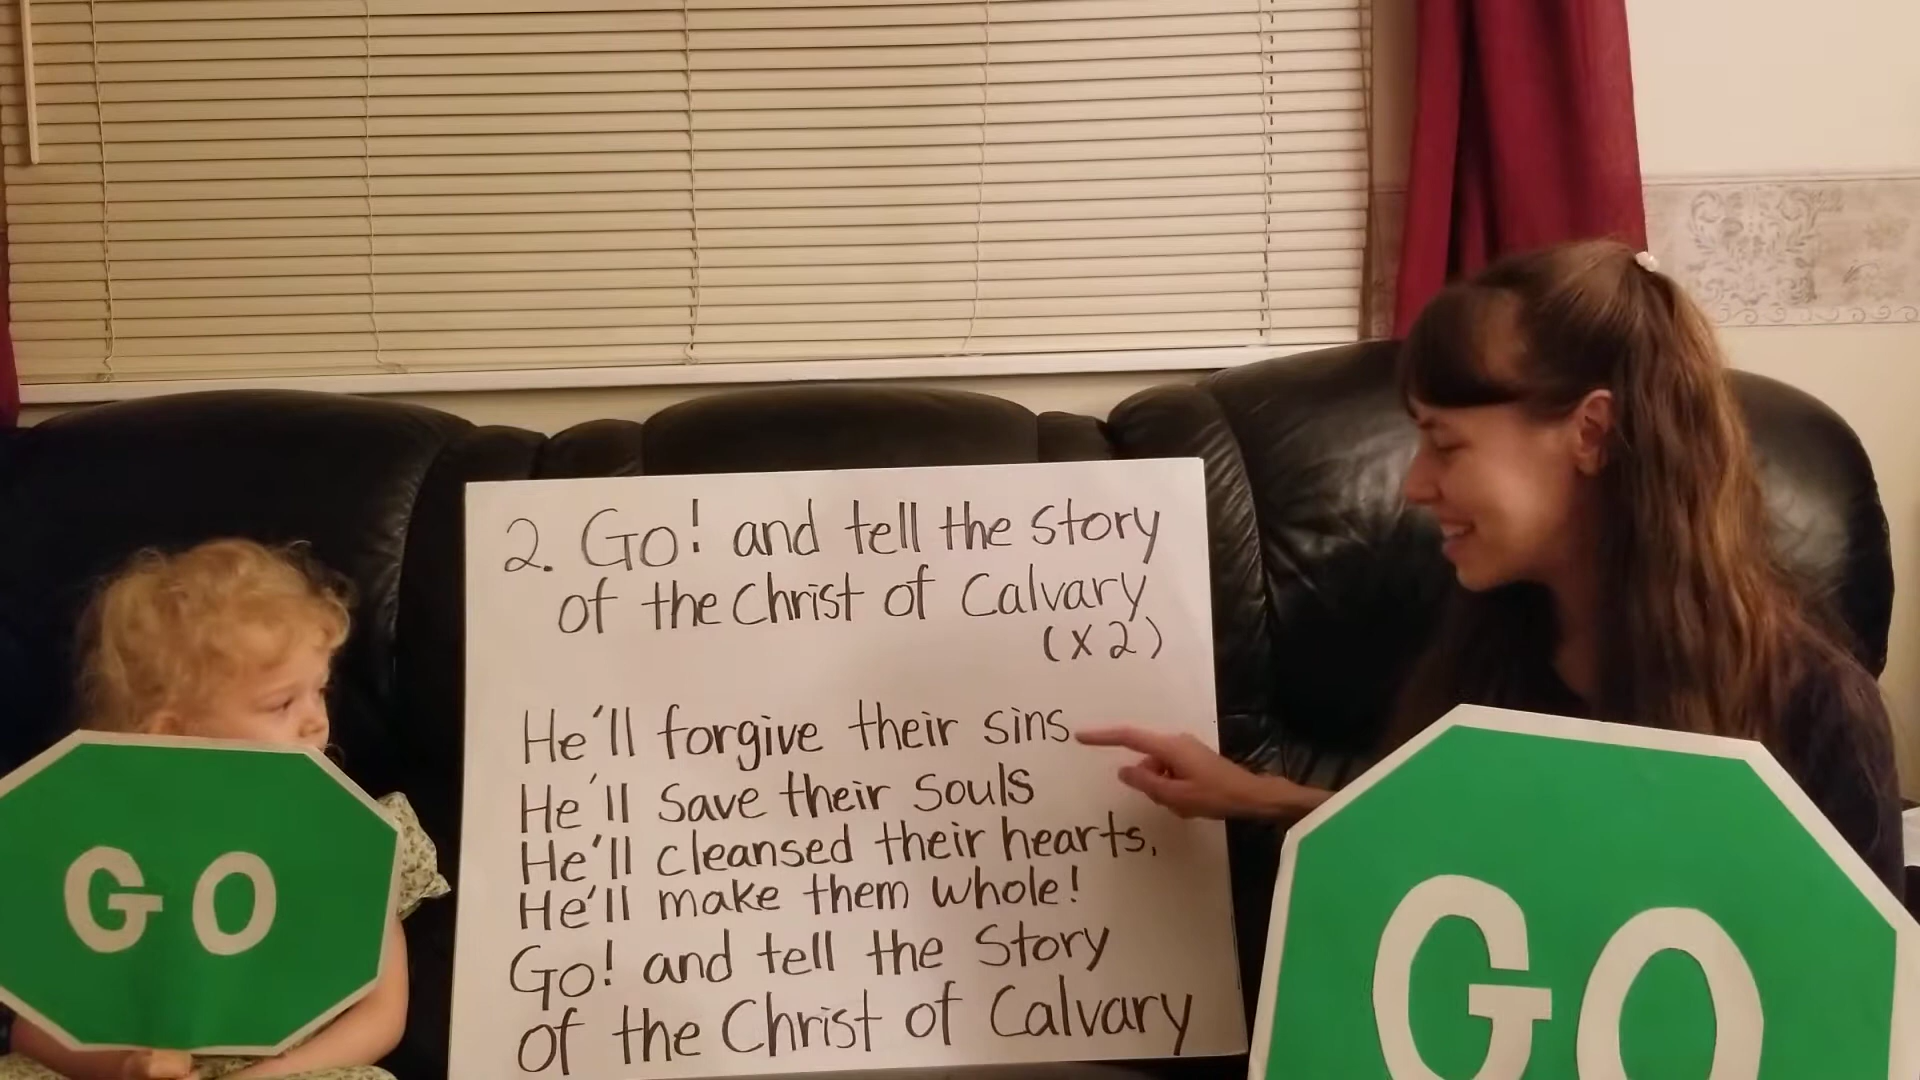 2. Go! and tell the story
of the Christ of Calvary
(X2)
He'll forgive their sins
He'll save their souls
He'll cleansed their hearts,
He'll make them whole!
Go! and tell the story
of the Christ of Calvary
GO
GO